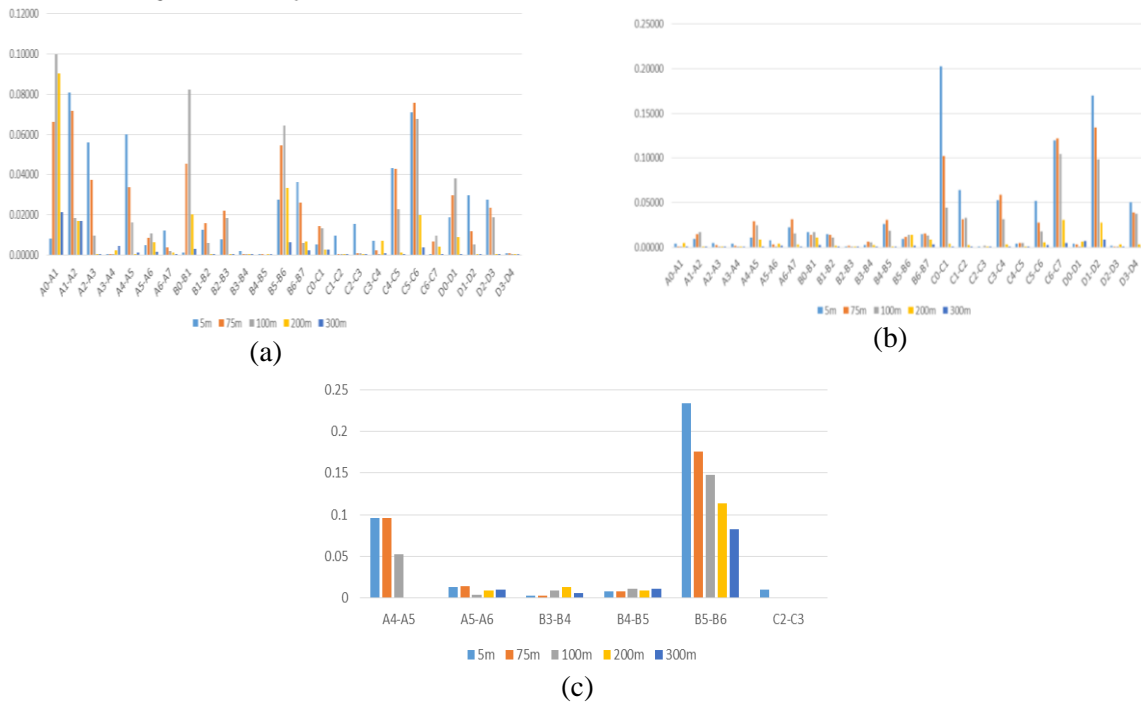 0.12000
0.10000
0.08000
0.06000
0.04000
0.02000
0.00000
A0-A1 A1-A2 A2-A3 A3-A4 A4-A5 A5-A6 A6-A7 B0-B1 B1-B2 B2-B3 B3-B4 B4-B5 B5-B6 B6-B7 C0-C1 C1-C2 C2-C3 C3-C4 C4-C5 C5-C6 C6-C7 D0-D1 D1-D2 D2-D3 D3-D4
5m 75m 100m 200m 300m
(a)
0.25000
0.20000
0.15000
0.10000
0.05000
0.00000
A0-A1 A1-A2 A2-A3 A3-A4 A4-A5 A5-A6 A6-A7 B0-B1 B1-B2 B2-B3 B3-B4 B4-B5 B5-B6 B6-B7 C0-C1 C1-C2 C2-C3 C3-C4 C4-C5 C5-C6 C6-C7 D0-D1 D1-D2 D2-D3 D3-D4
5m 75m 100m 200m 300m
(b)
0.25
0.2
0.15
0.1
0.05
0
A4-A5 A5-A6 B3-B4 B4-B5 B5-B6 C2-C3
5m 75m 100m 200m 300m
(c)